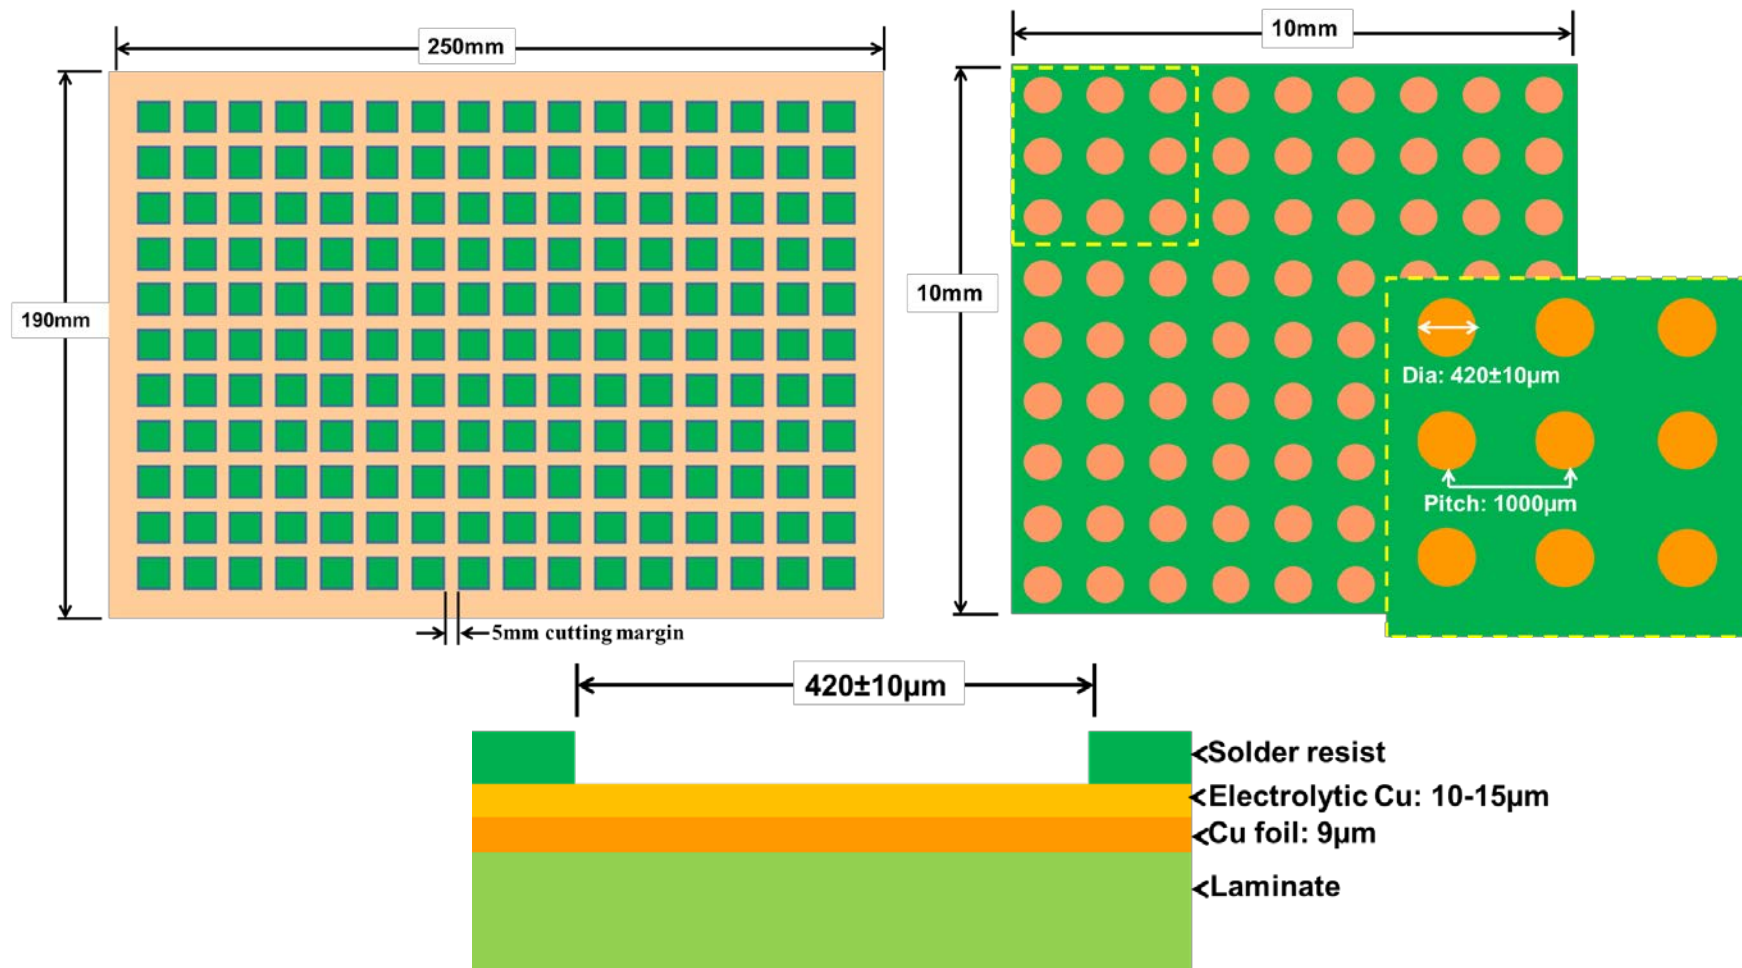 250mm
10mm
190mm
10mm
Dia: 420±10µm
Pitch: 1000µm
5mm cutting margin
420±10µm
Solder resist
Electrolytic Cu: 10-15µm
Cu foil: 9µm
Laminate